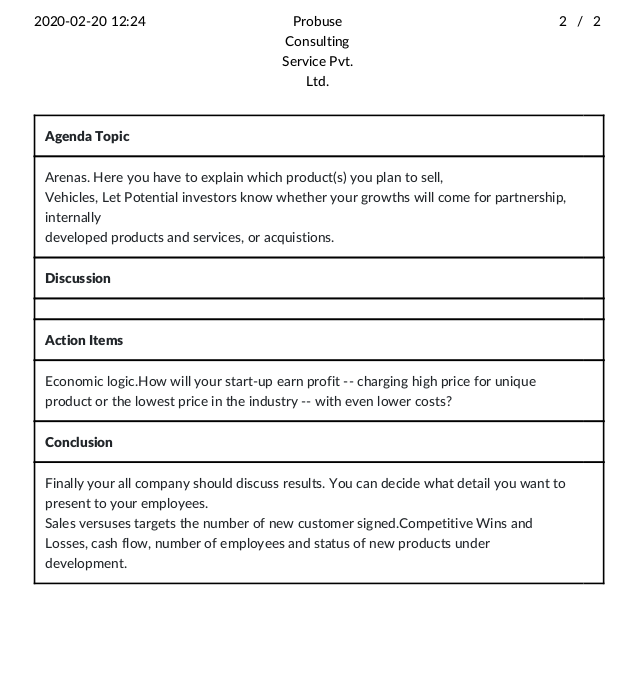 2020-02-20 12:24
Probuse
Consulting
Service Pvt.
Ltd.
2 / 2
Agenda Topic
Arenas. Here you have to explain which product(s) you plan to sell,
Vehicles, Let Potential investors know whether your growths will come for partnership,
internally
developed products and services, or acquistions.
Discussion
Action Items
Economic logic.How will your start-up earn profit -- charging high price for unique
product or the lowest price in the industry -- with even lower costs?
Conclusion
Finally your all company should discuss results. You can decide what detail you want to
present to your employees.
Sales versuses targets the number of new customer signed.Competitive Wins and
Losses, cash flow, number of employees and status of new products under
development.